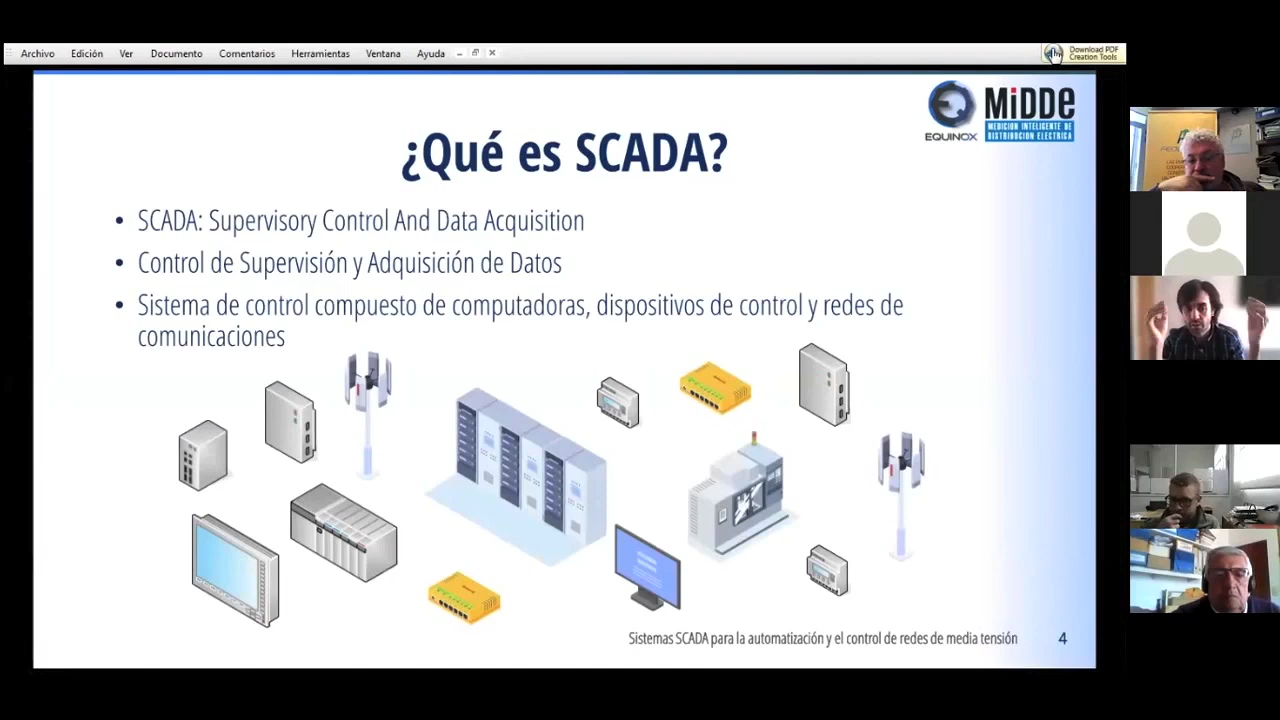 Archivo Edición Ver Documento Comentarios Herramientas Ventana Ayuda
Download PDF
Creation Tools
EQUINOX
MiDDE
MEDICION INTELIGENTE DE
DISTRIBUCION ELECTRICA
¿Qué es SCADA?
• SCADA: Supervisory Control And Data Acquisition
• Control de Supervisión y Adquisición de Datos
• Sistema de control compuesto de computadoras, dispositivos de control y redes de
comunicaciones
Sistemas SCADA para la automatización y el control de redes de media tensión 4